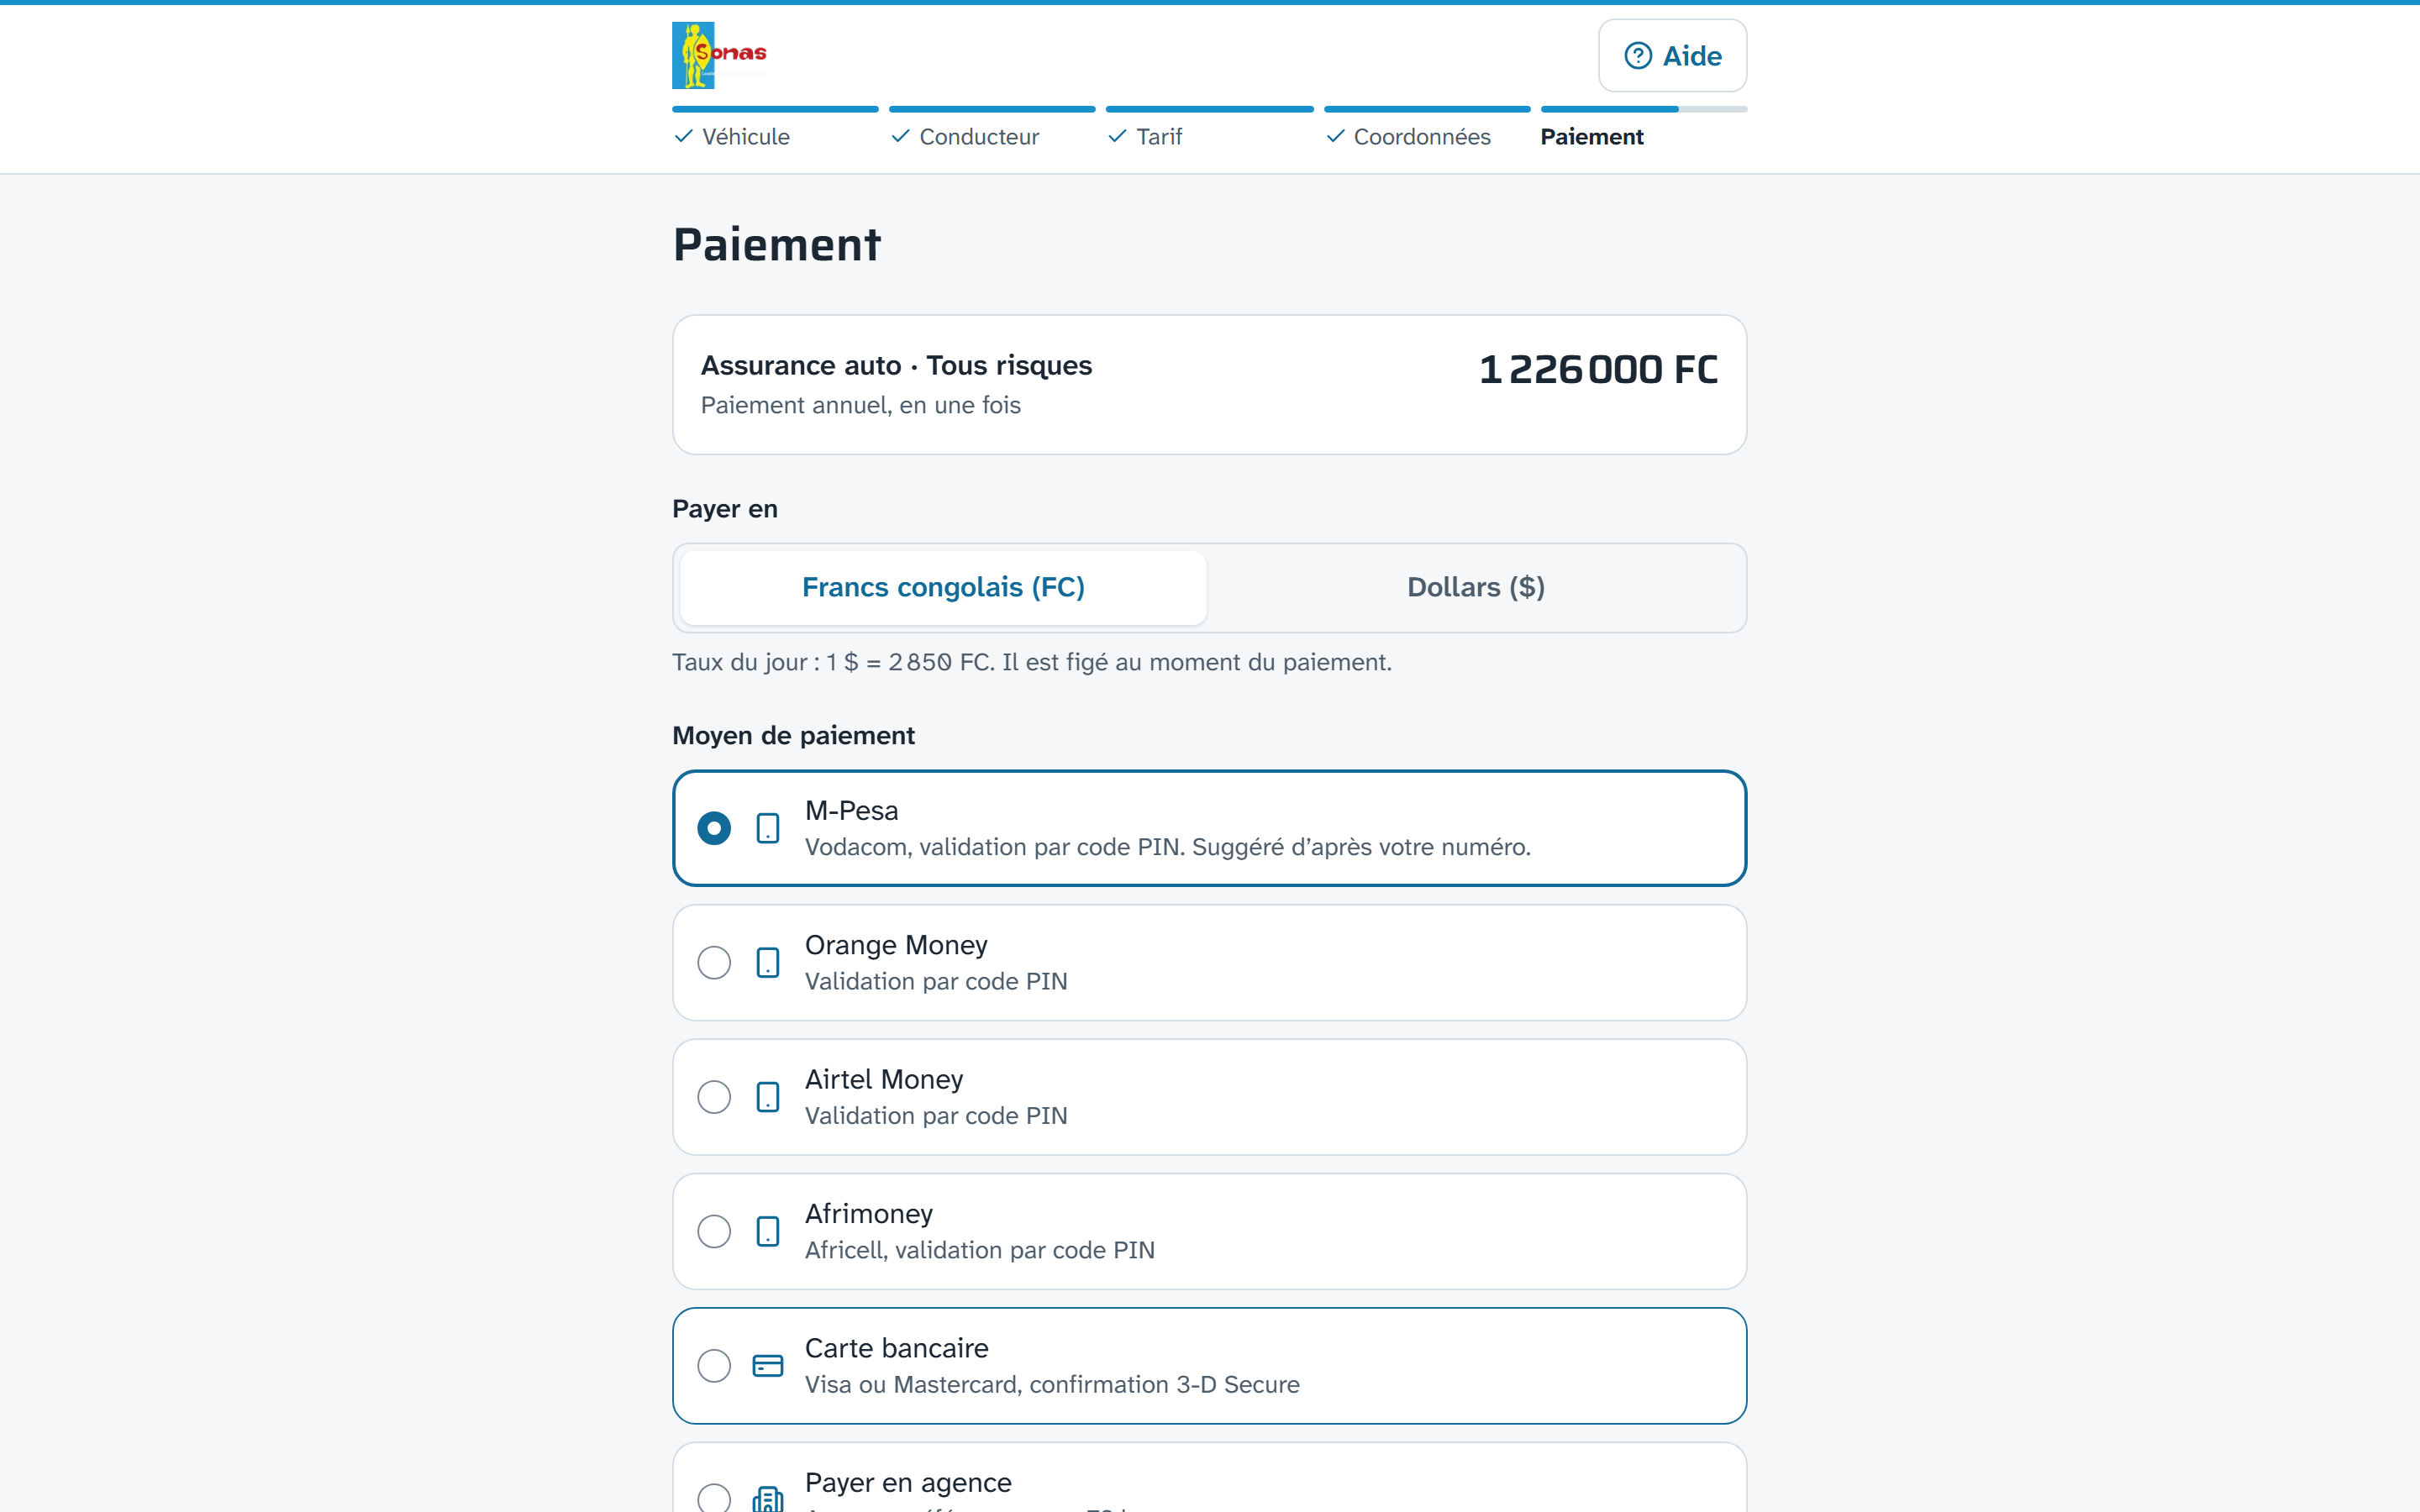 Sonas
Aide
Véhicule
Conducteur
Tarif
Coordonnées
Paiement
Paiement
Assurance auto · Tous risques
1 226 000 FC
Paiement annuel, en une fois
Payer en
Francs congolais (FC)
Dollars ($)
Taux du jour : 1 $ = 2 850 FC. Il est figé au moment du paiement.
Moyen de paiement
M-Pesa
Vodacom, validation par code PIN. Suggéré d’après votre numéro.
Orange Money
Validation par code PIN
Airtel Money
Validation par code PIN
Afrimoney
Africell, validation par code PIN
Carte bancaire
Visa ou Mastercard, confirmation 3-D Secure
Payer en agence